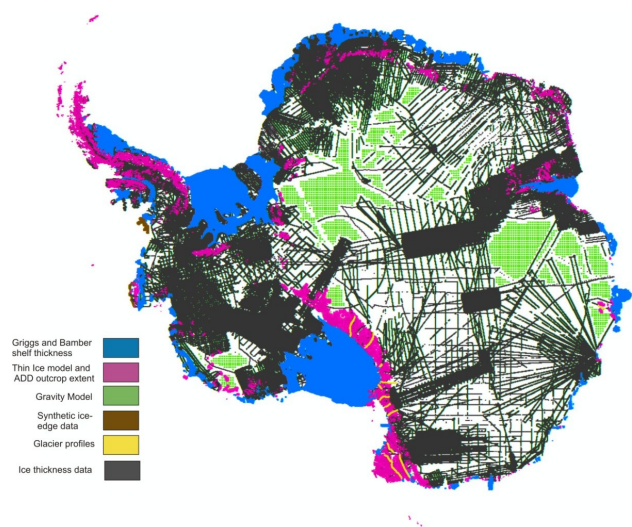 Griggs and Bamber
shelf thickness
Thin Ice model and
ADD outcrop extent
Gravity Model
Synthetic ice-
edge data
Glacier profiles
Ice thickness data